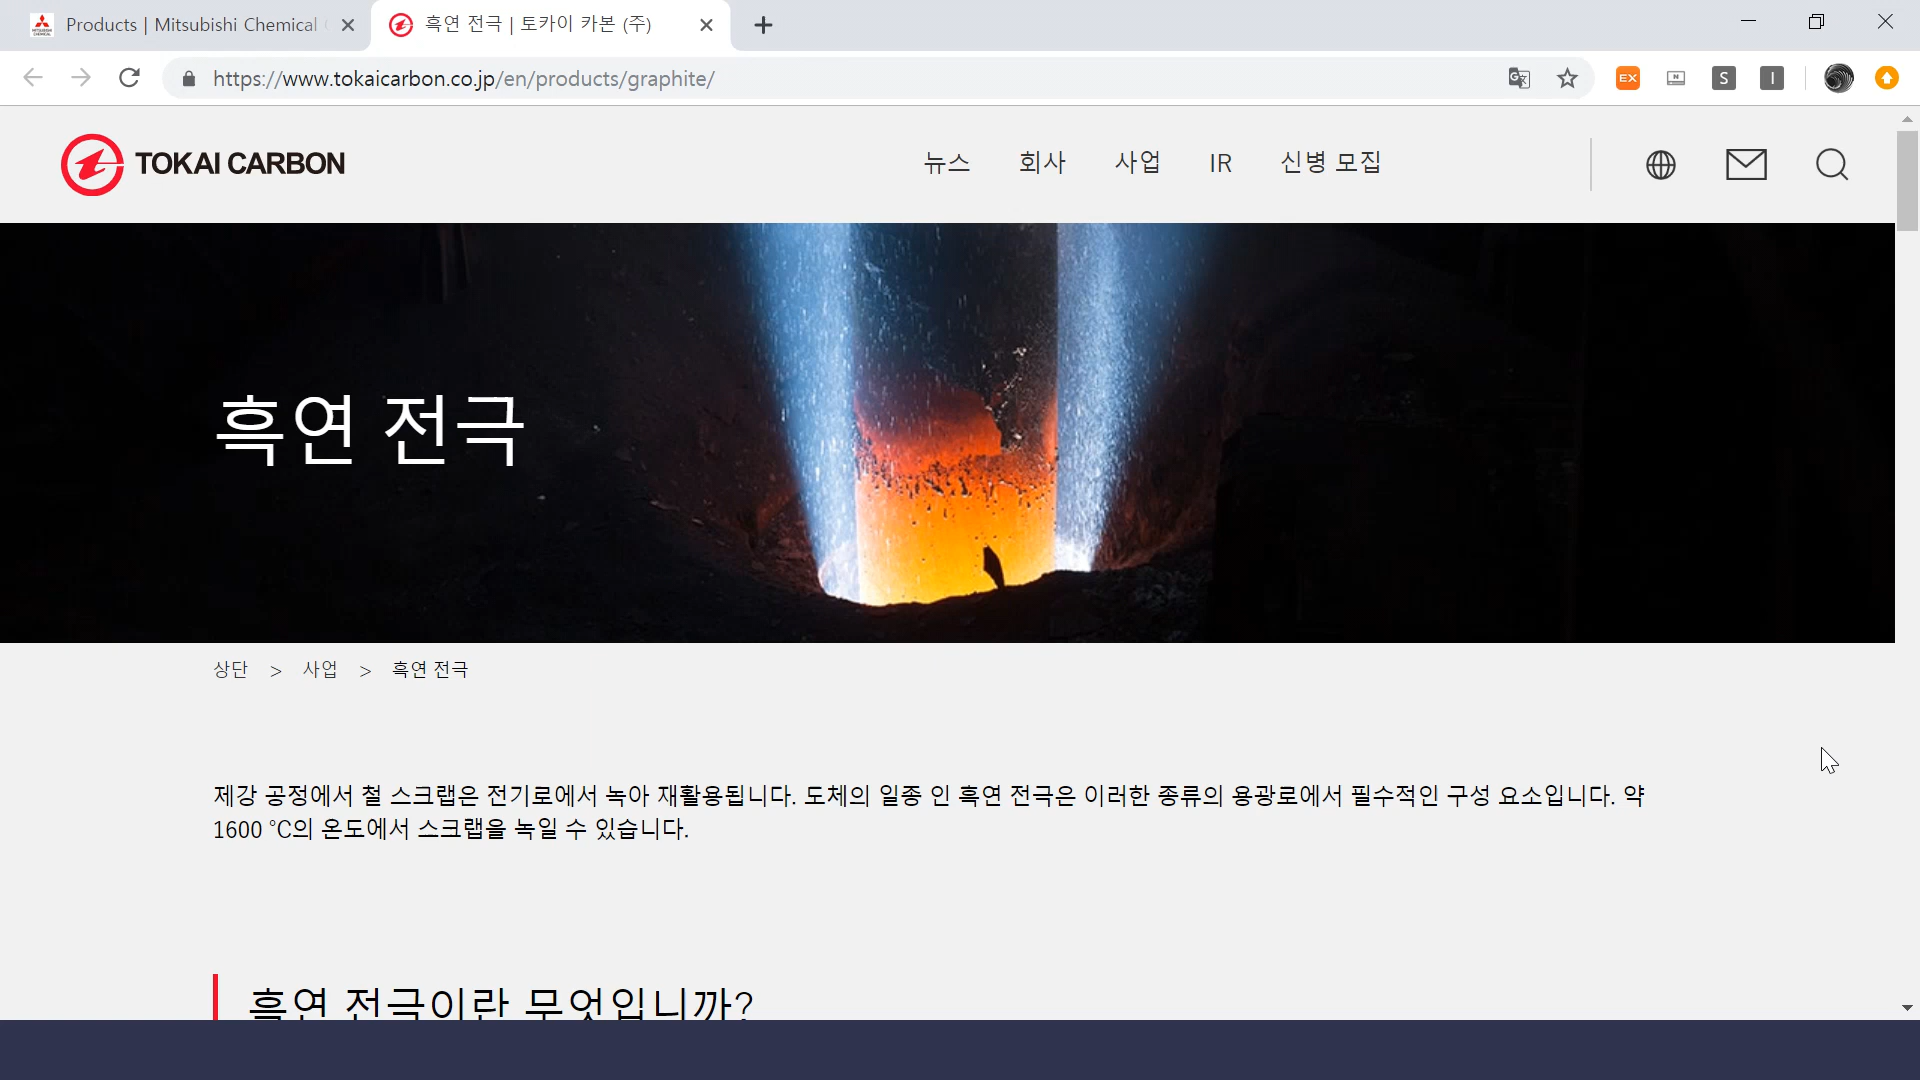 Products | Mitsubishi Chemical
흑연 전극 | 토카이 카본 (주)
https://www.tokaicarbon.co.jp/en/products/graphite/
EX
N
S
I
TOKAI CARBON
뉴스 회사 사업 IR 신병 모집
흑연 전극
상단 > 사업 > 흑연 전극
제강 공정에서 철 스크랩은 전기로에서 녹아 재활용됩니다. 도체의 일종 인 흑연 전극은 이러한 종류의 용광로에서 필수적인 구성 요소입니다. 약
1600 °C의 온도에서 스크랩을 녹일 수 있습니다.
흑연 전극이란 무엇입니까?